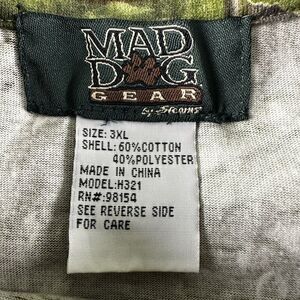 MAD
DOG
GEAR
by Stearns
SIZE: 3XL
SHELL: 60%COTTON
40%POLYESTER
MADE IN CHINA
MODEL:H321
RN#:98154
SEE REVERSE SIDE
FOR CARE